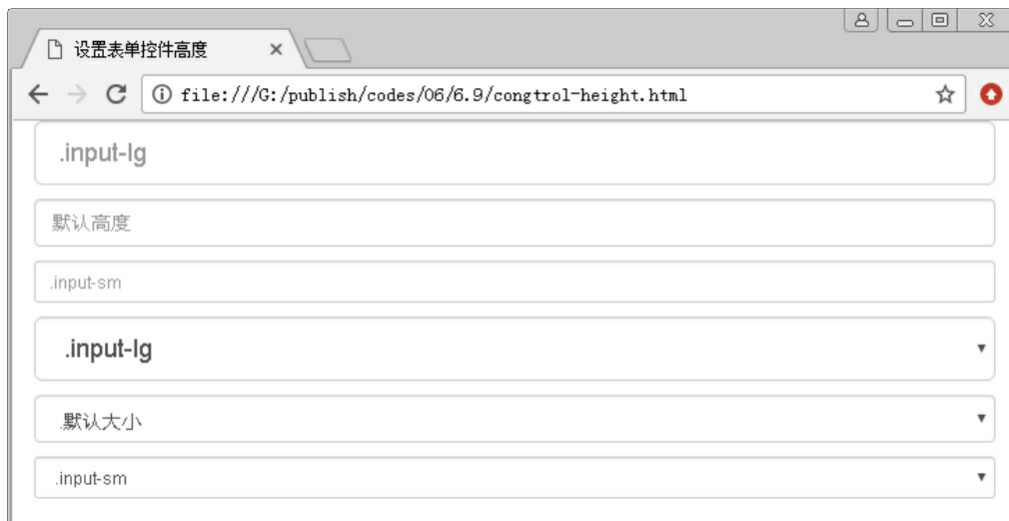 设置表单控件高度
file:///G:/publish/codes/06/6.9/congtrol-height.html
.input-lg
默认高度
.input-sm
.input-lg
.默认大小
.input-sm